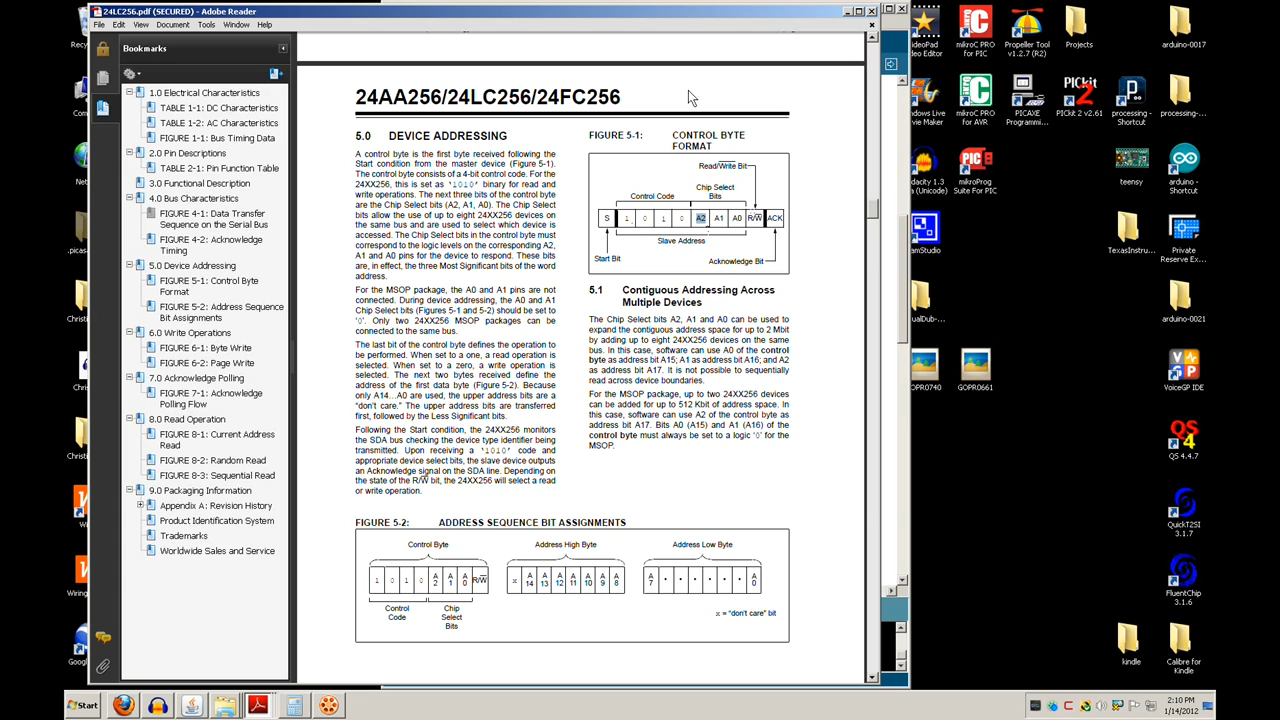 24LC256.pdf (SECURED) - Adobe Reader
File Edit View Document Tools Window Help
Bookmarks
1.0 Electrical Characteristics
TABLE 1-1: DC Characteristics
TABLE 1-2: AC Characteristics
FIGURE 1-1: Bus Timing Data
2.0 Pin Descriptions
TABLE 2-1: Pin Function Table
3.0 Functional Description
4.0 Bus Characteristics
FIGURE 4-1: Data Transfer
Sequence on the Serial Bus
FIGURE 4-2: Acknowledge
Timing
5.0 Device Addressing
FIGURE 5-1: Control Byte
Format
FIGURE 5-2: Address Sequence
Bit Assignments
6.0 Write Operations
FIGURE 6-1: Byte Write
FIGURE 6-2: Page Write
7.0 Acknowledge Polling
FIGURE 7-1: Acknowledge
Polling Flow
8.0 Read Operation
FIGURE 8-1: Current Address
Read
FIGURE 8-2: Random Read
FIGURE 8-3: Sequential Read
9.0 Packaging Information
Appendix A: Revision History
Product Identification System
Trademarks
Worldwide Sales and Service
24AA256/24LC256/24FC256
5.0 DEVICE ADDRESSING
A control byte is the first byte received following the
Start condition from the master device (Figure 5-1).
The control byte consists of a 4-bit control code. For the
24XX256, this is set as '1010' binary for read and
write operations. The next three bits of the control byte
are the Chip Select bits (A2, A1, A0). The Chip Select
bits allow the use of up to eight 24XX256 devices on
the same bus and are used to select which device is
accessed. The Chip Select bits in the control byte must
correspond to the logic levels on the corresponding A2,
A1 and A0 pins for the device to respond. These bits
are, in effect, the three Most Significant bits of the word
address.
For the MSOP package, the A0 and A1 pins are not
connected. During device addressing, the A0 and A1
Chip Select bits (Figures 5-1 and 5-2) should be set to
'0'. Only two 24XX256 MSOP packages can be
connected to the same bus.
The last bit of the control byte defines the operation to
be performed. When set to a one, a read operation is
selected. When set to a zero, a write operation is
selected. The next two bytes received define the
address of the first data byte (Figure 5-2). Because
only A14...A0 are used, the upper address bits are a
"don't care." The upper address bits are transferred
first, followed by the Less Significant bits.
Following the Start condition, the 24XX256 monitors
the SDA bus checking the device type identifier being
transmitted. Upon receiving a '1010' code and
appropriate device select bits, the slave device outputs
an Acknowledge signal on the SDA line. Depending on
the state of the R/W bit, the 24XX256 will select a read
or write operation.
FIGURE 5-1: CONTROL BYTE
FORMAT
Read/Write Bit
Chip Select
Control Code Bits
S 1 0 1 0 A2 A1 A0 R/W ACK
Slave Address
Start Bit
Acknowledge Bit
5.1 Contiguous Addressing Across
Multiple Devices
The Chip Select bits A2, A1 and A0 can be used to
expand the contiguous address space for up to 2 Mbit
by adding up to eight 24XX256 devices on the same
bus. In this case, software can use A0 of the control
byte as address bit A15; A1 as address bit A16; and A2
as address bit A17. It is not possible to sequentially
read across device boundaries.
For the MSOP package, up to two 24XX256 devices
can be added for up to 512 Kbit of address space. In
this case, software can use A2 of the control byte as
address bit A17. Bits A0 (A15) and A1 (A16) of the
control byte must always be set to a logic '0' for the
MSOP.
FIGURE 5-2: ADDRESS SEQUENCE BIT ASSIGNMENTS
Control Byte Address High Byte Address Low Byte
1 0 1 0 A2 A1 A0 R/W x A14 A13 A12 A11 A10 A9 A8 A7 • • • • • • A0
Control Code Chip Select Bits
x = "don't care" bit
mikroC PRO
for PIC
Propeller Tool
v1.2.7 (R2)
Projects
arduino-0017
mikroC PRO
for AVR
PICAXE
Programmi...
PICkit 2 v2.61
processing -
Shortcut
processing-...
mikroProg
Suite For PIC
teensy
arduino -
Shortcut
TexasInstru...
Private
Reserve Ex...
arduino-0021
GOPR0740
GOPR0661
VoiceGP IDE
QS 4.4.7
QuickT2SI
3.1.7
FluentChip
3.1.6
kindle
Calibre for
Kindle
Start
2:10 PM
1/14/2012